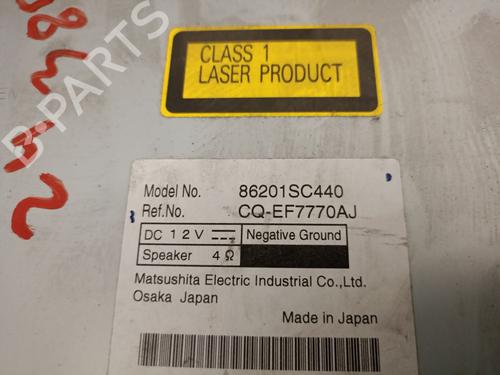 CLASS 1
LASER PRODUCT
B-PARTS
Model No. 86201SC440
Ref.No. CQ-EF7770AJ
DC 12V Negative Ground
Speaker 4Ω
Matsushita Electric Industrial Co.,Ltd.
Osaka Japan
Made in Japan